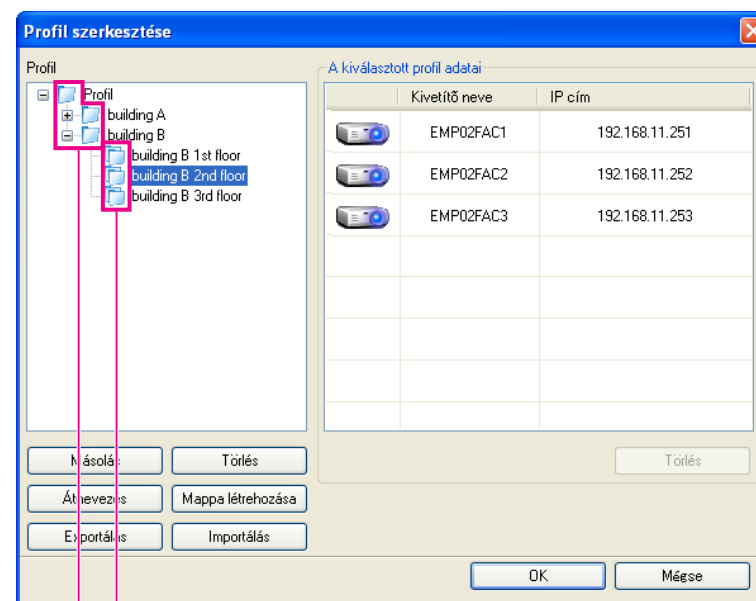 Profil szerkesztése
Profil
Profil
building A
building B
building B 1st floor
building B 2nd floor
building B 3rd floor
A kiválasztott profil adatai
Kivetítő neve IP cím
EMP02FAC1 192.168.11.251
EMP02FAC2 192.168.11.252
EMP02FAC3 192.168.11.253
Másolás Törlés
Átnevezés Mappa létrehozása
Exportálás Importálás
Törlés
OK Mégse